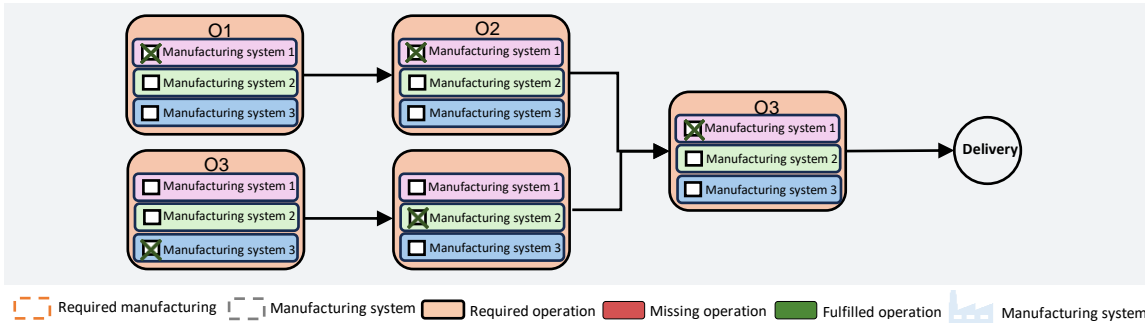 O1
Manufacturing system 1
Manufacturing system 2
Manufacturing system 3
O2
Manufacturing system 1
Manufacturing system 2
Manufacturing system 3
O3
Manufacturing system 1
Manufacturing system 2
Manufacturing system 3
Manufacturing system 1
Manufacturing system 2
Manufacturing system 3
O3
Manufacturing system 1
Manufacturing system 2
Manufacturing system 3
Delivery
Required manufacturing
Manufacturing system
Required operation
Missing operation
Fulfilled operation
Manufacturing system